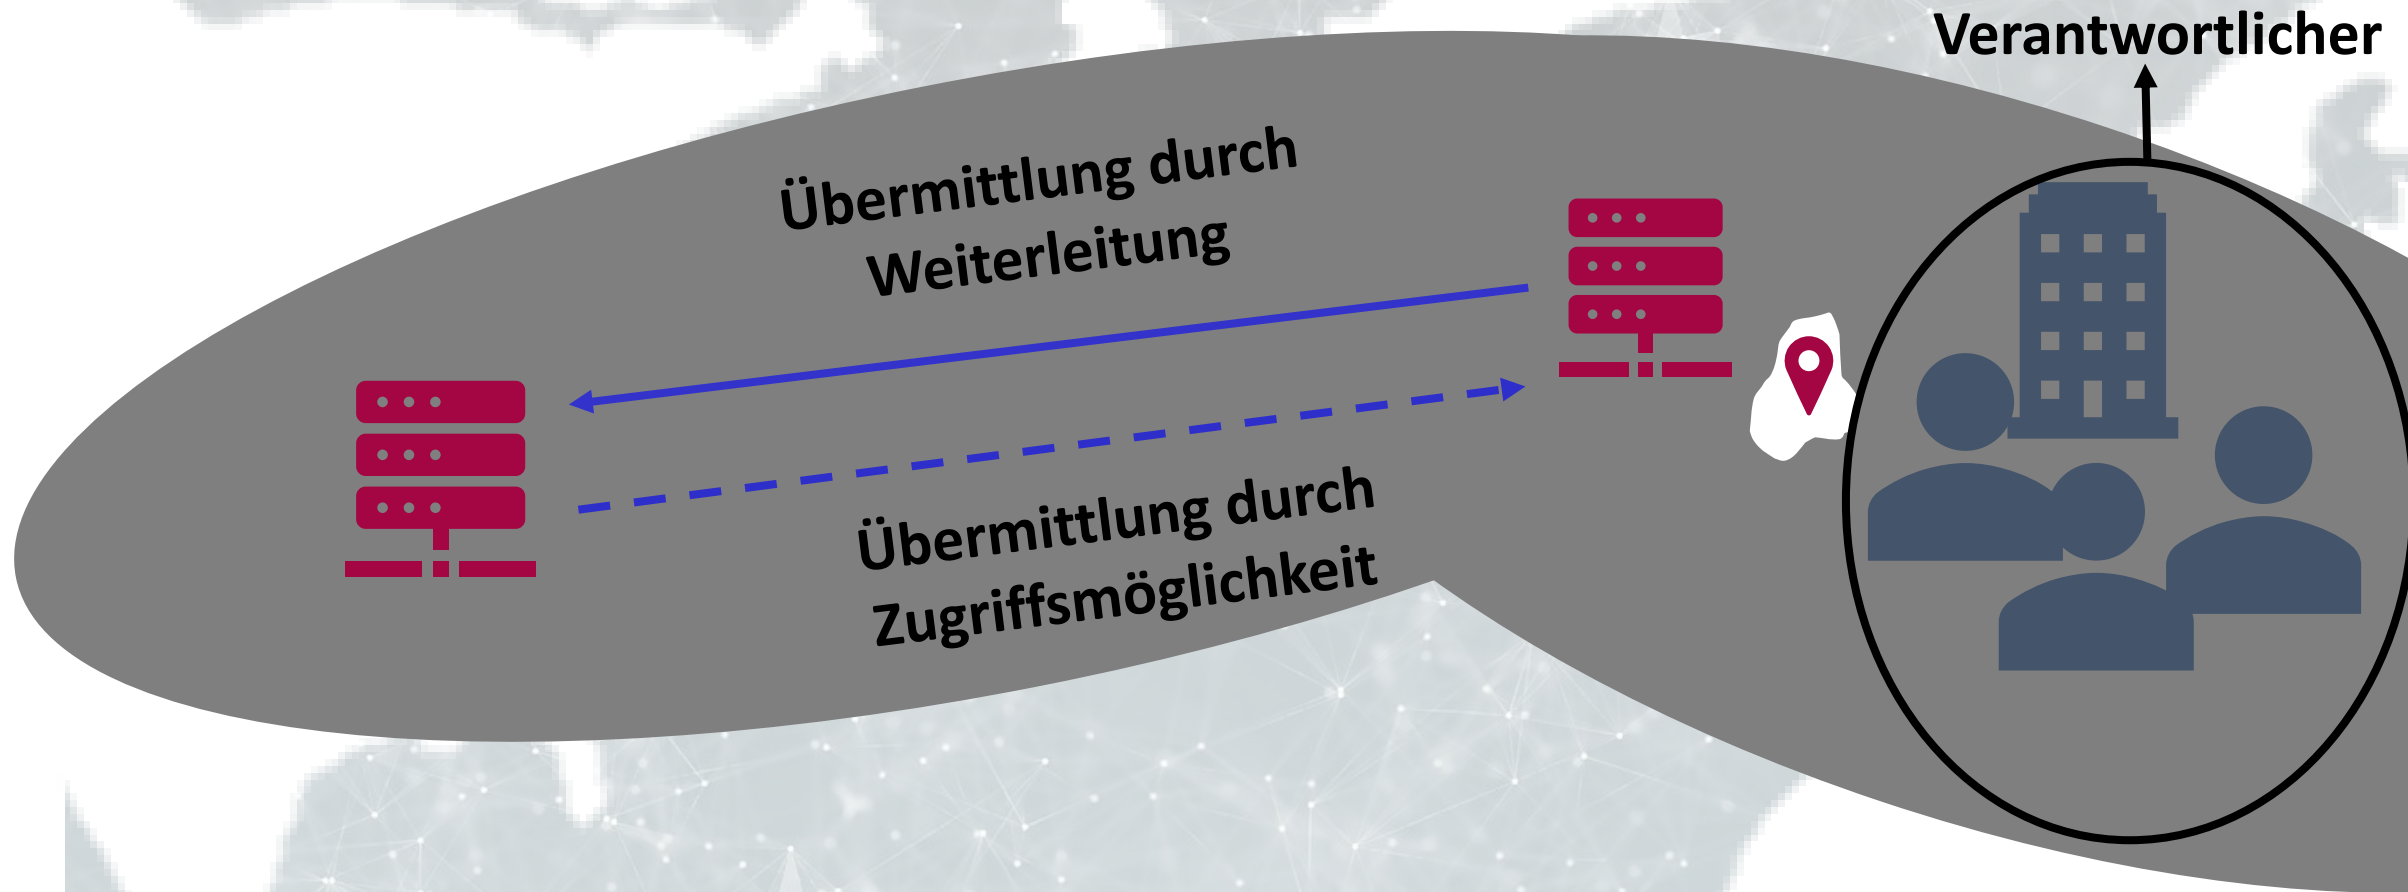 Verantwortlicher
Übermittlung durch
Weiterleitung
Übermittlung durch
Zugriffsmöglichkeit